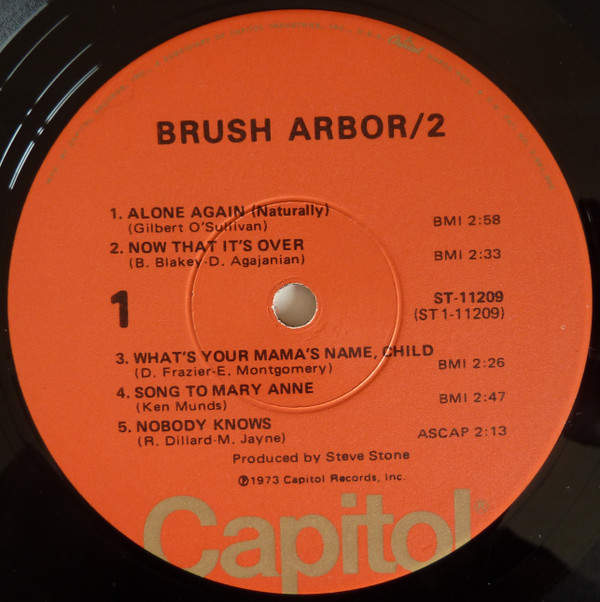 BRUSH ARBOR/2
1. ALONE AGAIN (Naturally)
(Gilbert O'Sullivan) BMI 2:58
2. NOW THAT IT'S OVER
(B. Blakey-D. Agajanian) BMI 2:33
1 ST-11209
(ST1-11209)
3. WHAT'S YOUR MAMA'S NAME, CHILD
(D. Frazier-E. Montgomery) BMI 2:26
4. SONG TO MARY ANNE
(Ken Munds) BMI 2:47
5. NOBODY KNOWS
(R. Dillard-M. Jayne) ASCAP 2:13
Produced by Steve Stone
℗1973 Capitol Records, Inc.
Capitol®